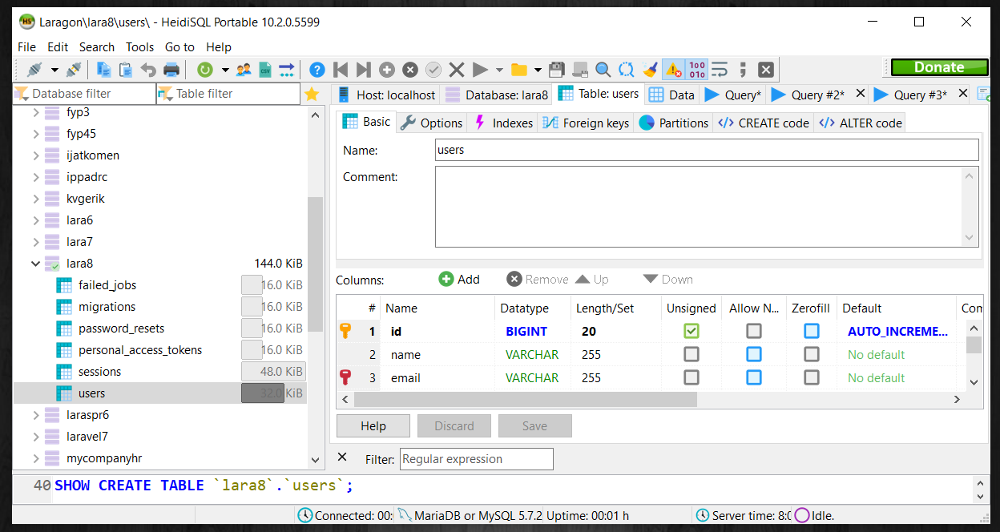 Laragon\lara8\users\ - HeidiSQL Portable 10.2.0.5599
File Edit Search Tools Go to Help
Donate
Database filter Table filter
Host: localhost Database: lara8 Table: users Data Query* Query #2* Query #3*
fyp3
fyp45
ijatkomen
ippadrc
kvgerik
lara6
lara7
lara8 144.0 KiB
failed_jobs 16.0 KiB
migrations 16.0 KiB
password_resets 16.0 KiB
personal_access_tokens 16.0 KiB
sessions 48.0 KiB
users 32.0 KiB
laraspr6
laravel7
mycompanyhr
Basic Options Indexes Foreign keys Partitions CREATE code ALTER code
Name: users
Comment:
Columns: Add Remove Up Down
# Name Datatype Length/Set Unsigned Allow N... Zerofill Default Con
1 id BIGINT 20 AUTO_INCREME...
2 name VARCHAR 255 No default
3 email VARCHAR 255 No default
Help Discard Save
Filter: Regular expression
40 SHOW CREATE TABLE `lara8`.`users`;
Connected: 00: MariaDB or MySQL 5.7.2 Uptime: 00:01 h Server time: 8:0 Idle.